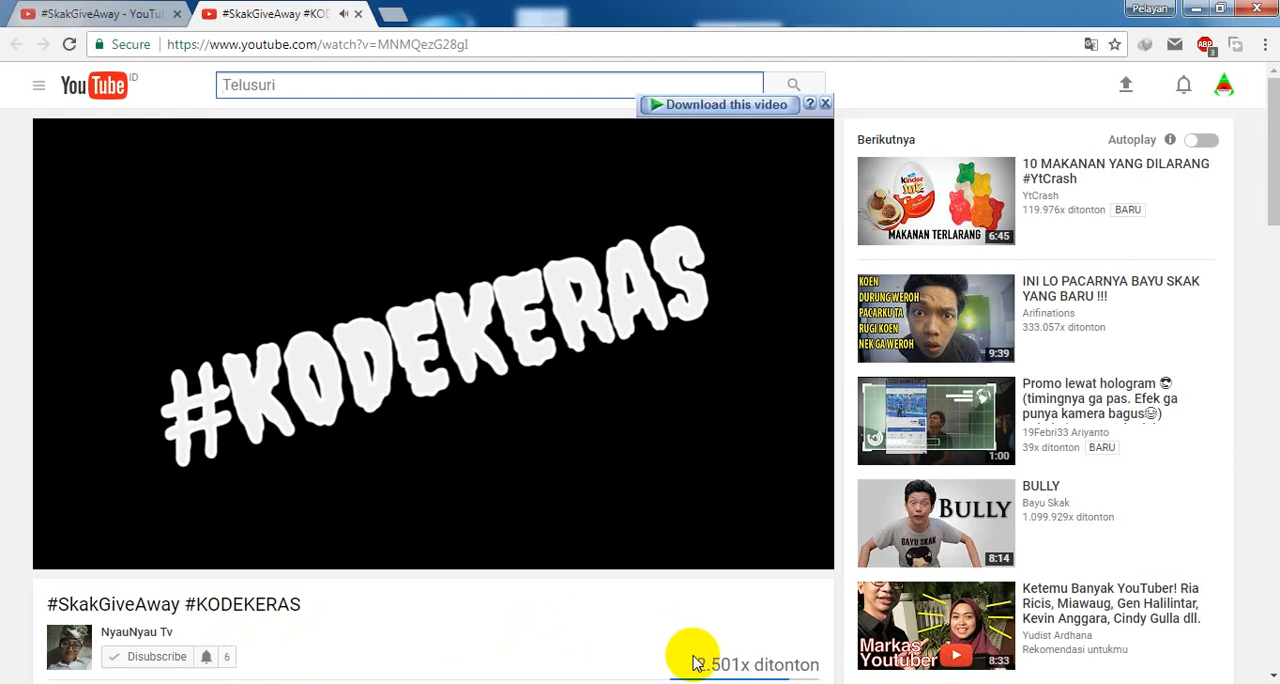 #SkakGiveAway - YouTu
#SkakGiveAway #KOD
Pelayan
Secure
https://www.youtube.com/watch?v=MNMQezG28gI
ABP
3
YouTube ID
Telusuri
Download this video
?
#KODEKERAS
#SkakGiveAway #KODEKERAS
NyauNyau Tv
Disubscribe
6
2.501x ditonton
Berikutnya
Autoplay
Kinder
JOY
MAKANAN TERLARANG
6:45
10 MAKANAN YANG DILARANG
#YtCrash
YtCrash
119.976x ditonton BARU
KOEN
DURUNG WEROH
PACARKU TA
RUGI KOEN
NEK GA WEROH
9:39
INI LO PACARNYA BAYU SKAK
YANG BARU !!!
Arifinations
333.057x ditonton
1:00
Promo lewat hologram
(timingnya ga pas. Efek ga
punya kamera bagus
19Febri33 Ariyanto
39x ditonton BARU
BULLY
BAYU SKAK
8:14
BULLY
Bayu Skak
1.099.929x ditonton
Markas
Youtuber
8:33
Ketemu Banyak YouTuber! Ria
Ricis, Miawaug, Gen Halilintar,
Kevin Anggara, Cindy Gulla dll.
Yudist Ardhana
Rekomendasi untukmu